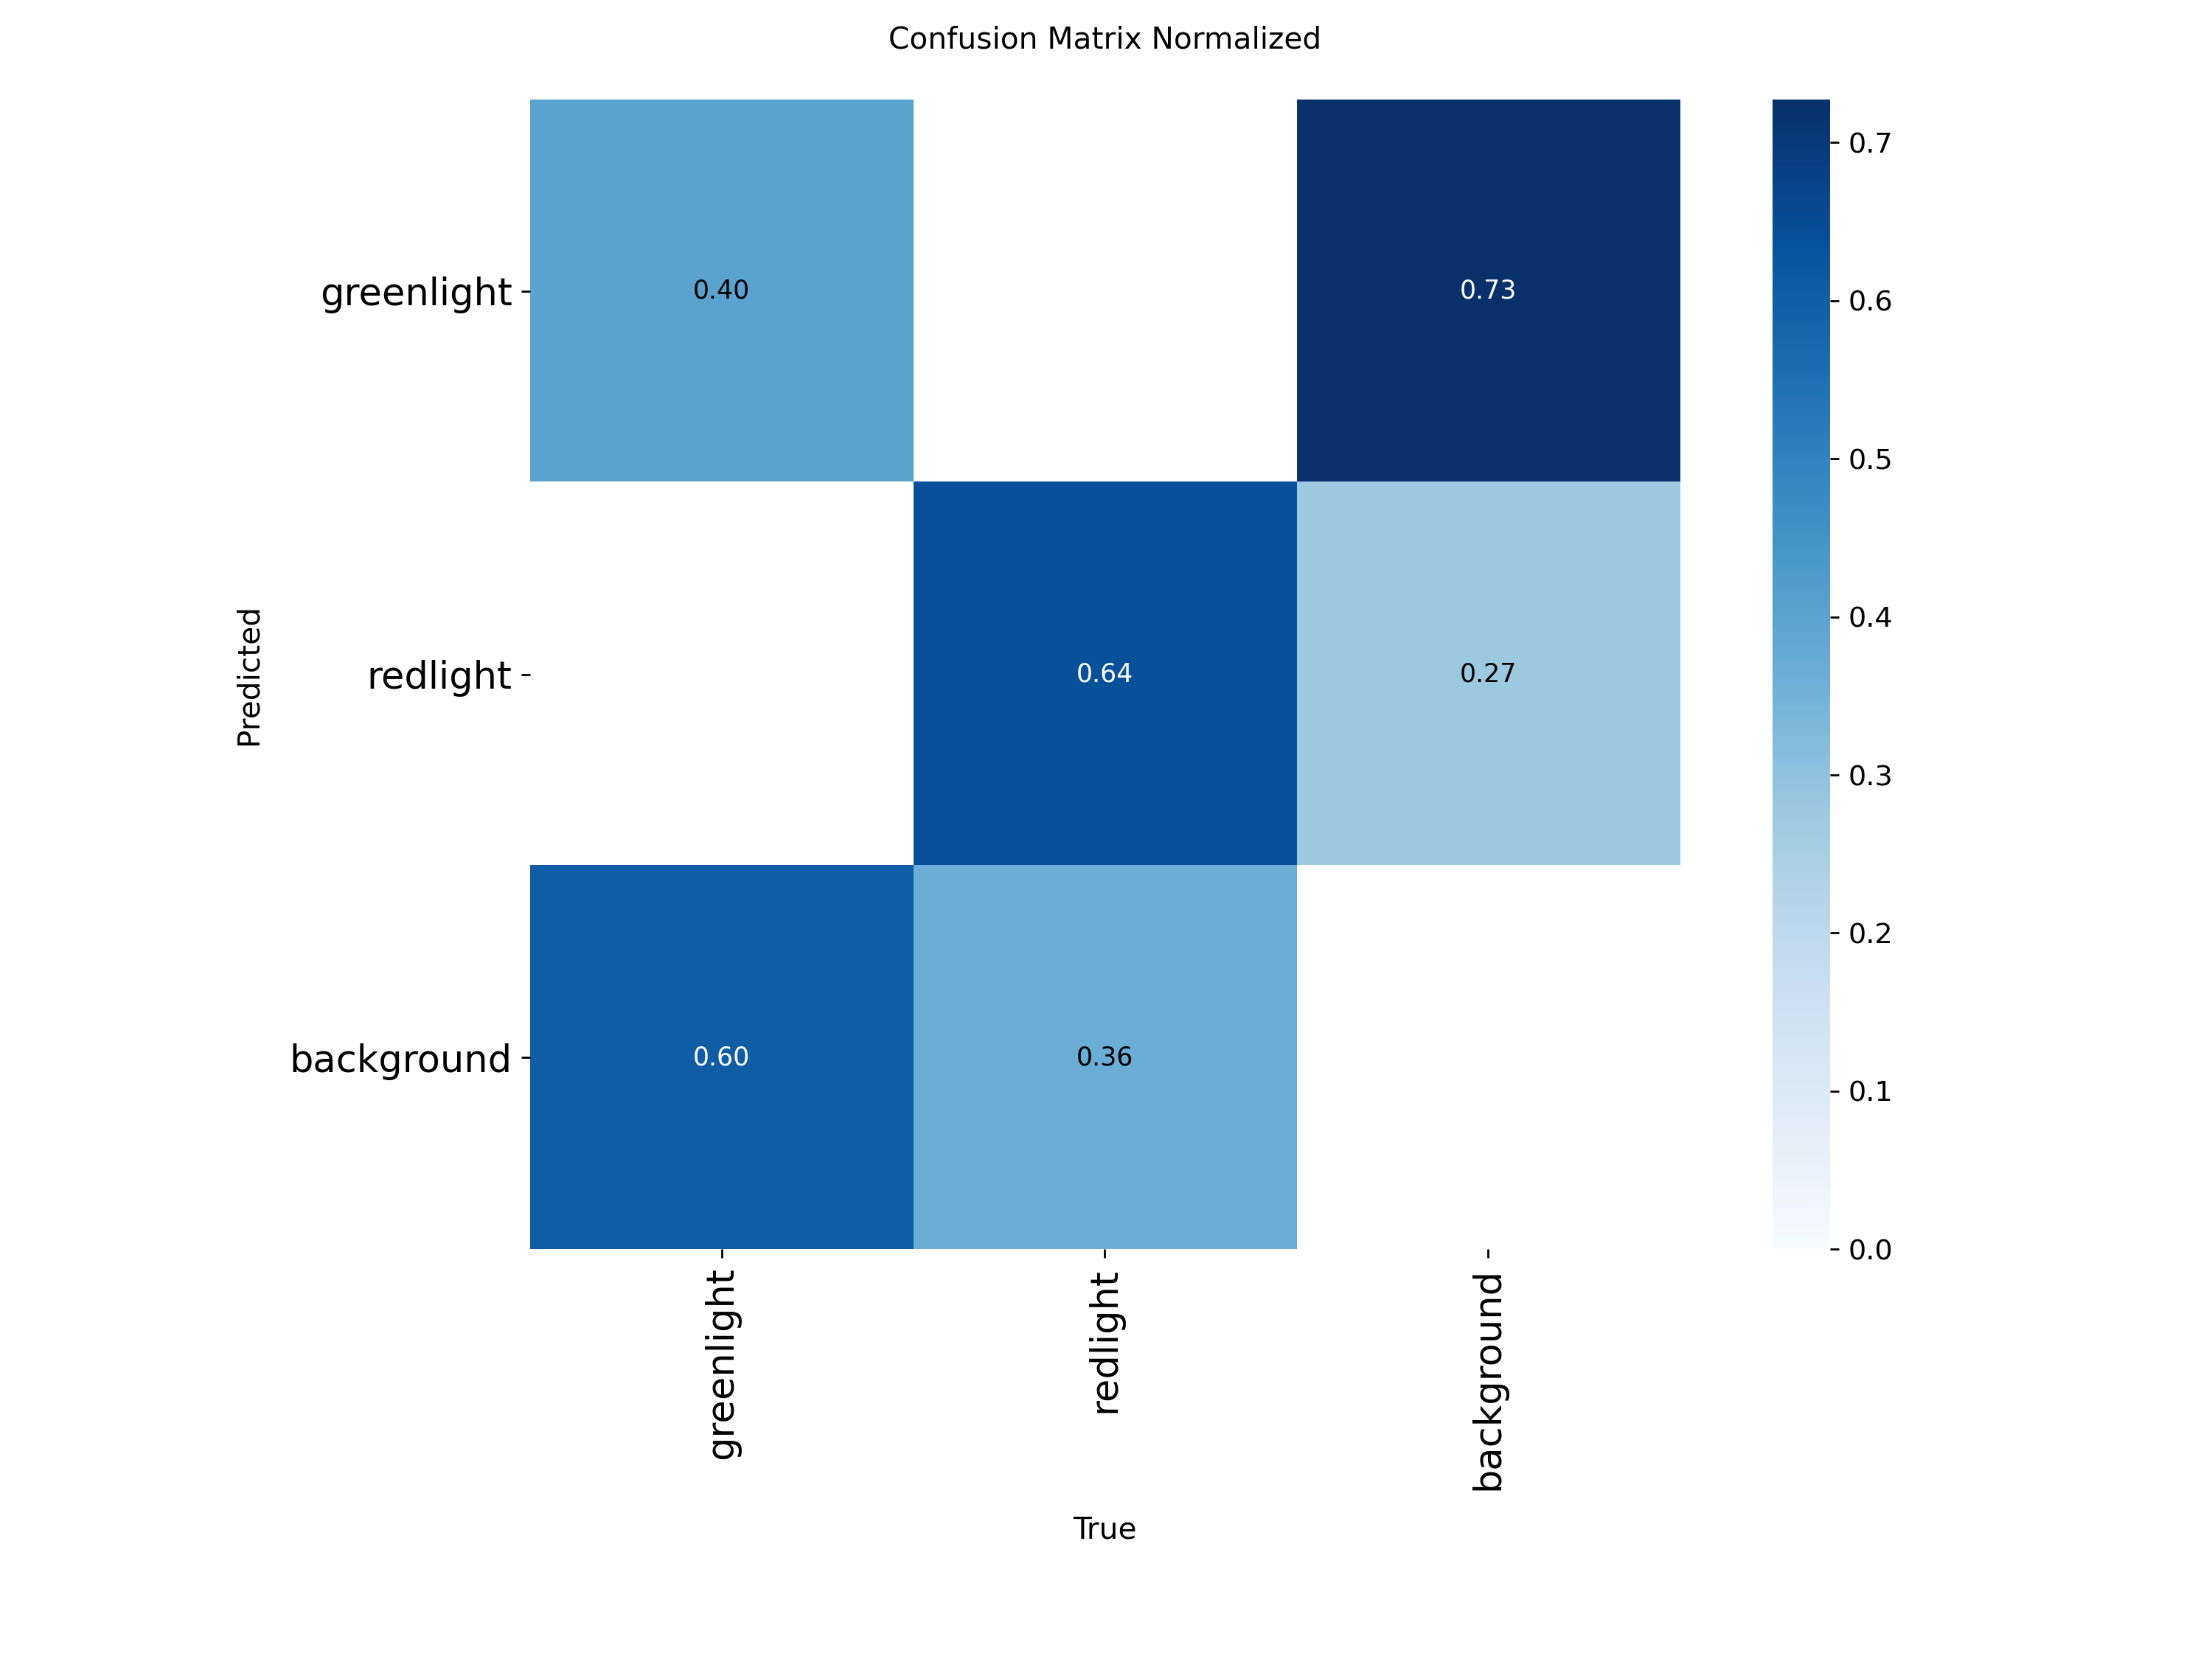 Confusion Matrix Normalized
greenlight
redlight
background
Predicted
0.40
0.73
0.64
0.27
0.60
0.36
greenlight
redlight
background
True
0.7
0.6
0.5
0.4
0.3
0.2
0.1
0.0